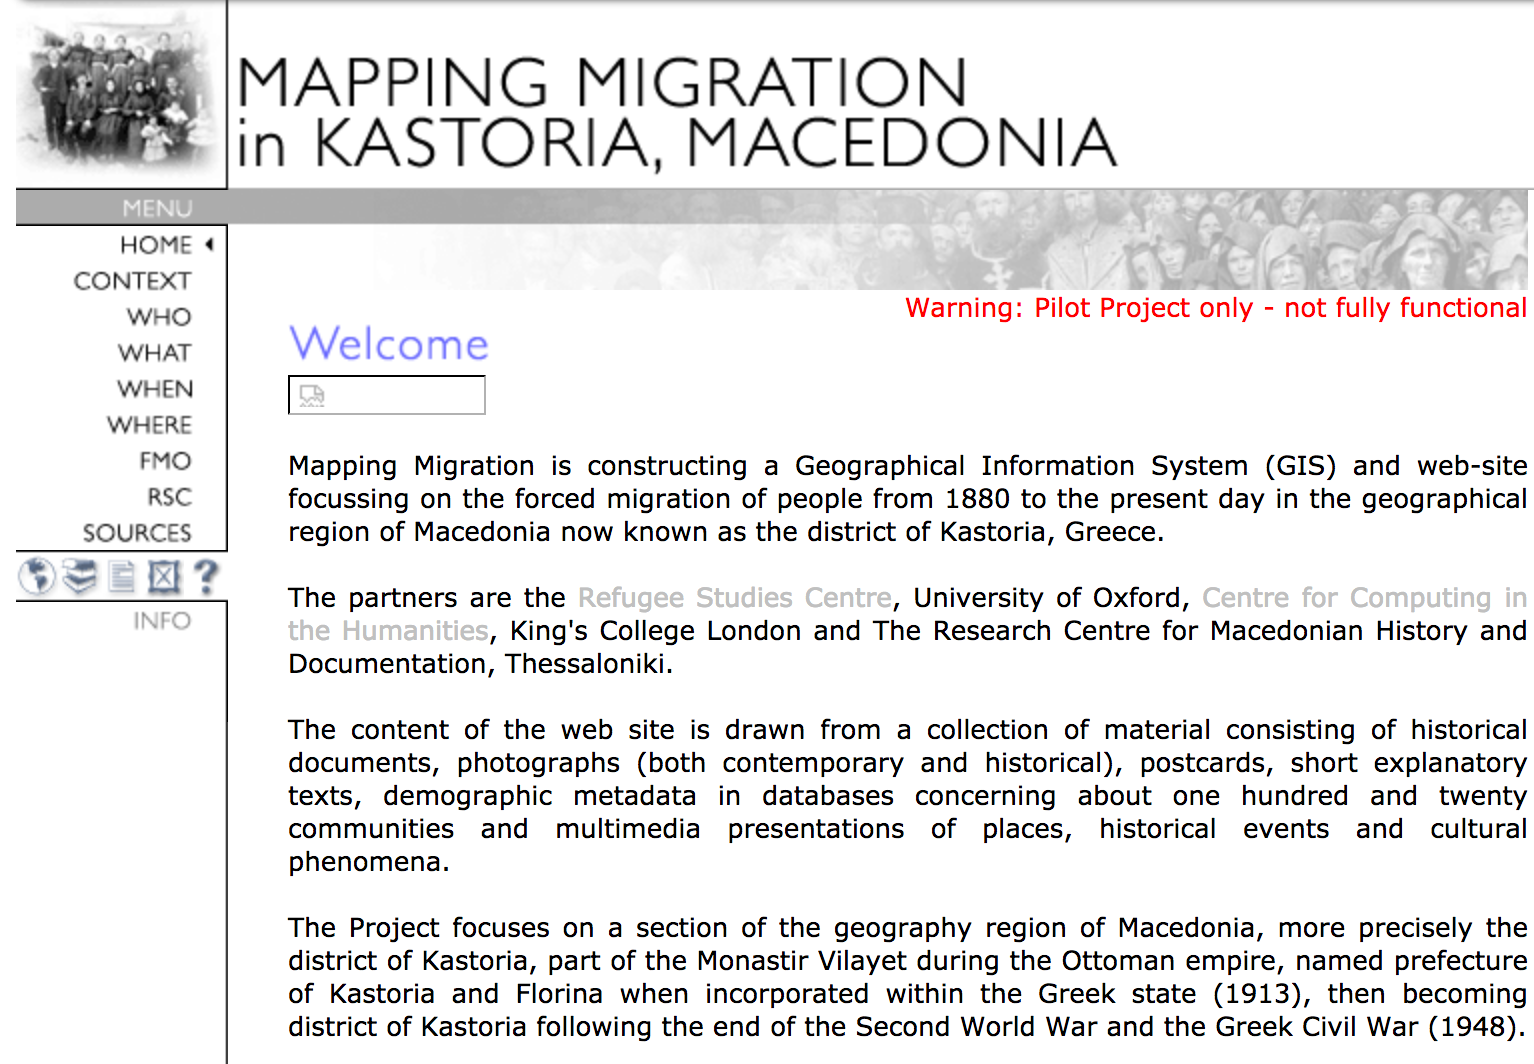 MAPPING MIGRATION
in KASTORIA, MACEDONIA
MENU
HOME
CONTEXT
WHO
WHAT
WHEN
WHERE
FMO
RSC
SOURCES
?
INFO
Warning: Pilot Project only - not fully functional
Welcome
Mapping Migration is constructing a Geographical Information System (GIS) and web-site
focussing on the forced migration of people from 1880 to the present day in the geographical
region of Macedonia now known as the district of Kastoria, Greece.
The partners are the Refugee Studies Centre, University of Oxford, Centre for Computing in
the Humanities, King's College London and The Research Centre for Macedonian History and
Documentation, Thessaloniki.
The content of the web site is drawn from a collection of material consisting of historical
documents, photographs (both contemporary and historical), postcards, short explanatory
texts, demographic metadata in databases concerning about one hundred and twenty
communities and multimedia presentations of places, historical events and cultural
phenomena.
The Project focuses on a section of the geography region of Macedonia, more precisely the
district of Kastoria, part of the Monastir Vilayet during the Ottoman empire, named prefecture
of Kastoria and Florina when incorporated within the Greek state (1913), then becoming
district of Kastoria following the end of the Second World War and the Greek Civil War (1948).